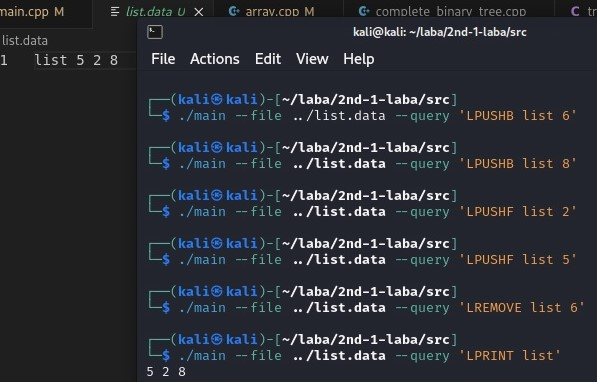 main.cpp M
list.data U
array.cpp M
complete_binary_tree.cpp
list.data
1 list 5 2 8
kali@kali: ~/laba/2nd-1-laba/src
File Actions Edit View Help
┌──(kali㉿kali)-[~/laba/2nd-1-laba/src]
└─$ ./main --file ../list.data --query 'LPUSHB list 6'
┌──(kali㉿kali)-[~/laba/2nd-1-laba/src]
└─$ ./main --file ../list.data --query 'LPUSHB list 8'
┌──(kali㉿kali)-[~/laba/2nd-1-laba/src]
└─$ ./main --file ../list.data --query 'LPUSHF list 2'
┌──(kali㉿kali)-[~/laba/2nd-1-laba/src]
└─$ ./main --file ../list.data --query 'LPUSHF list 5'
┌──(kali㉿kali)-[~/laba/2nd-1-laba/src]
└─$ ./main --file ../list.data --query 'LREMOVE list 6'
┌──(kali㉿kali)-[~/laba/2nd-1-laba/src]
└─$ ./main --file ../list.data --query 'LPRINT list'
5 2 8